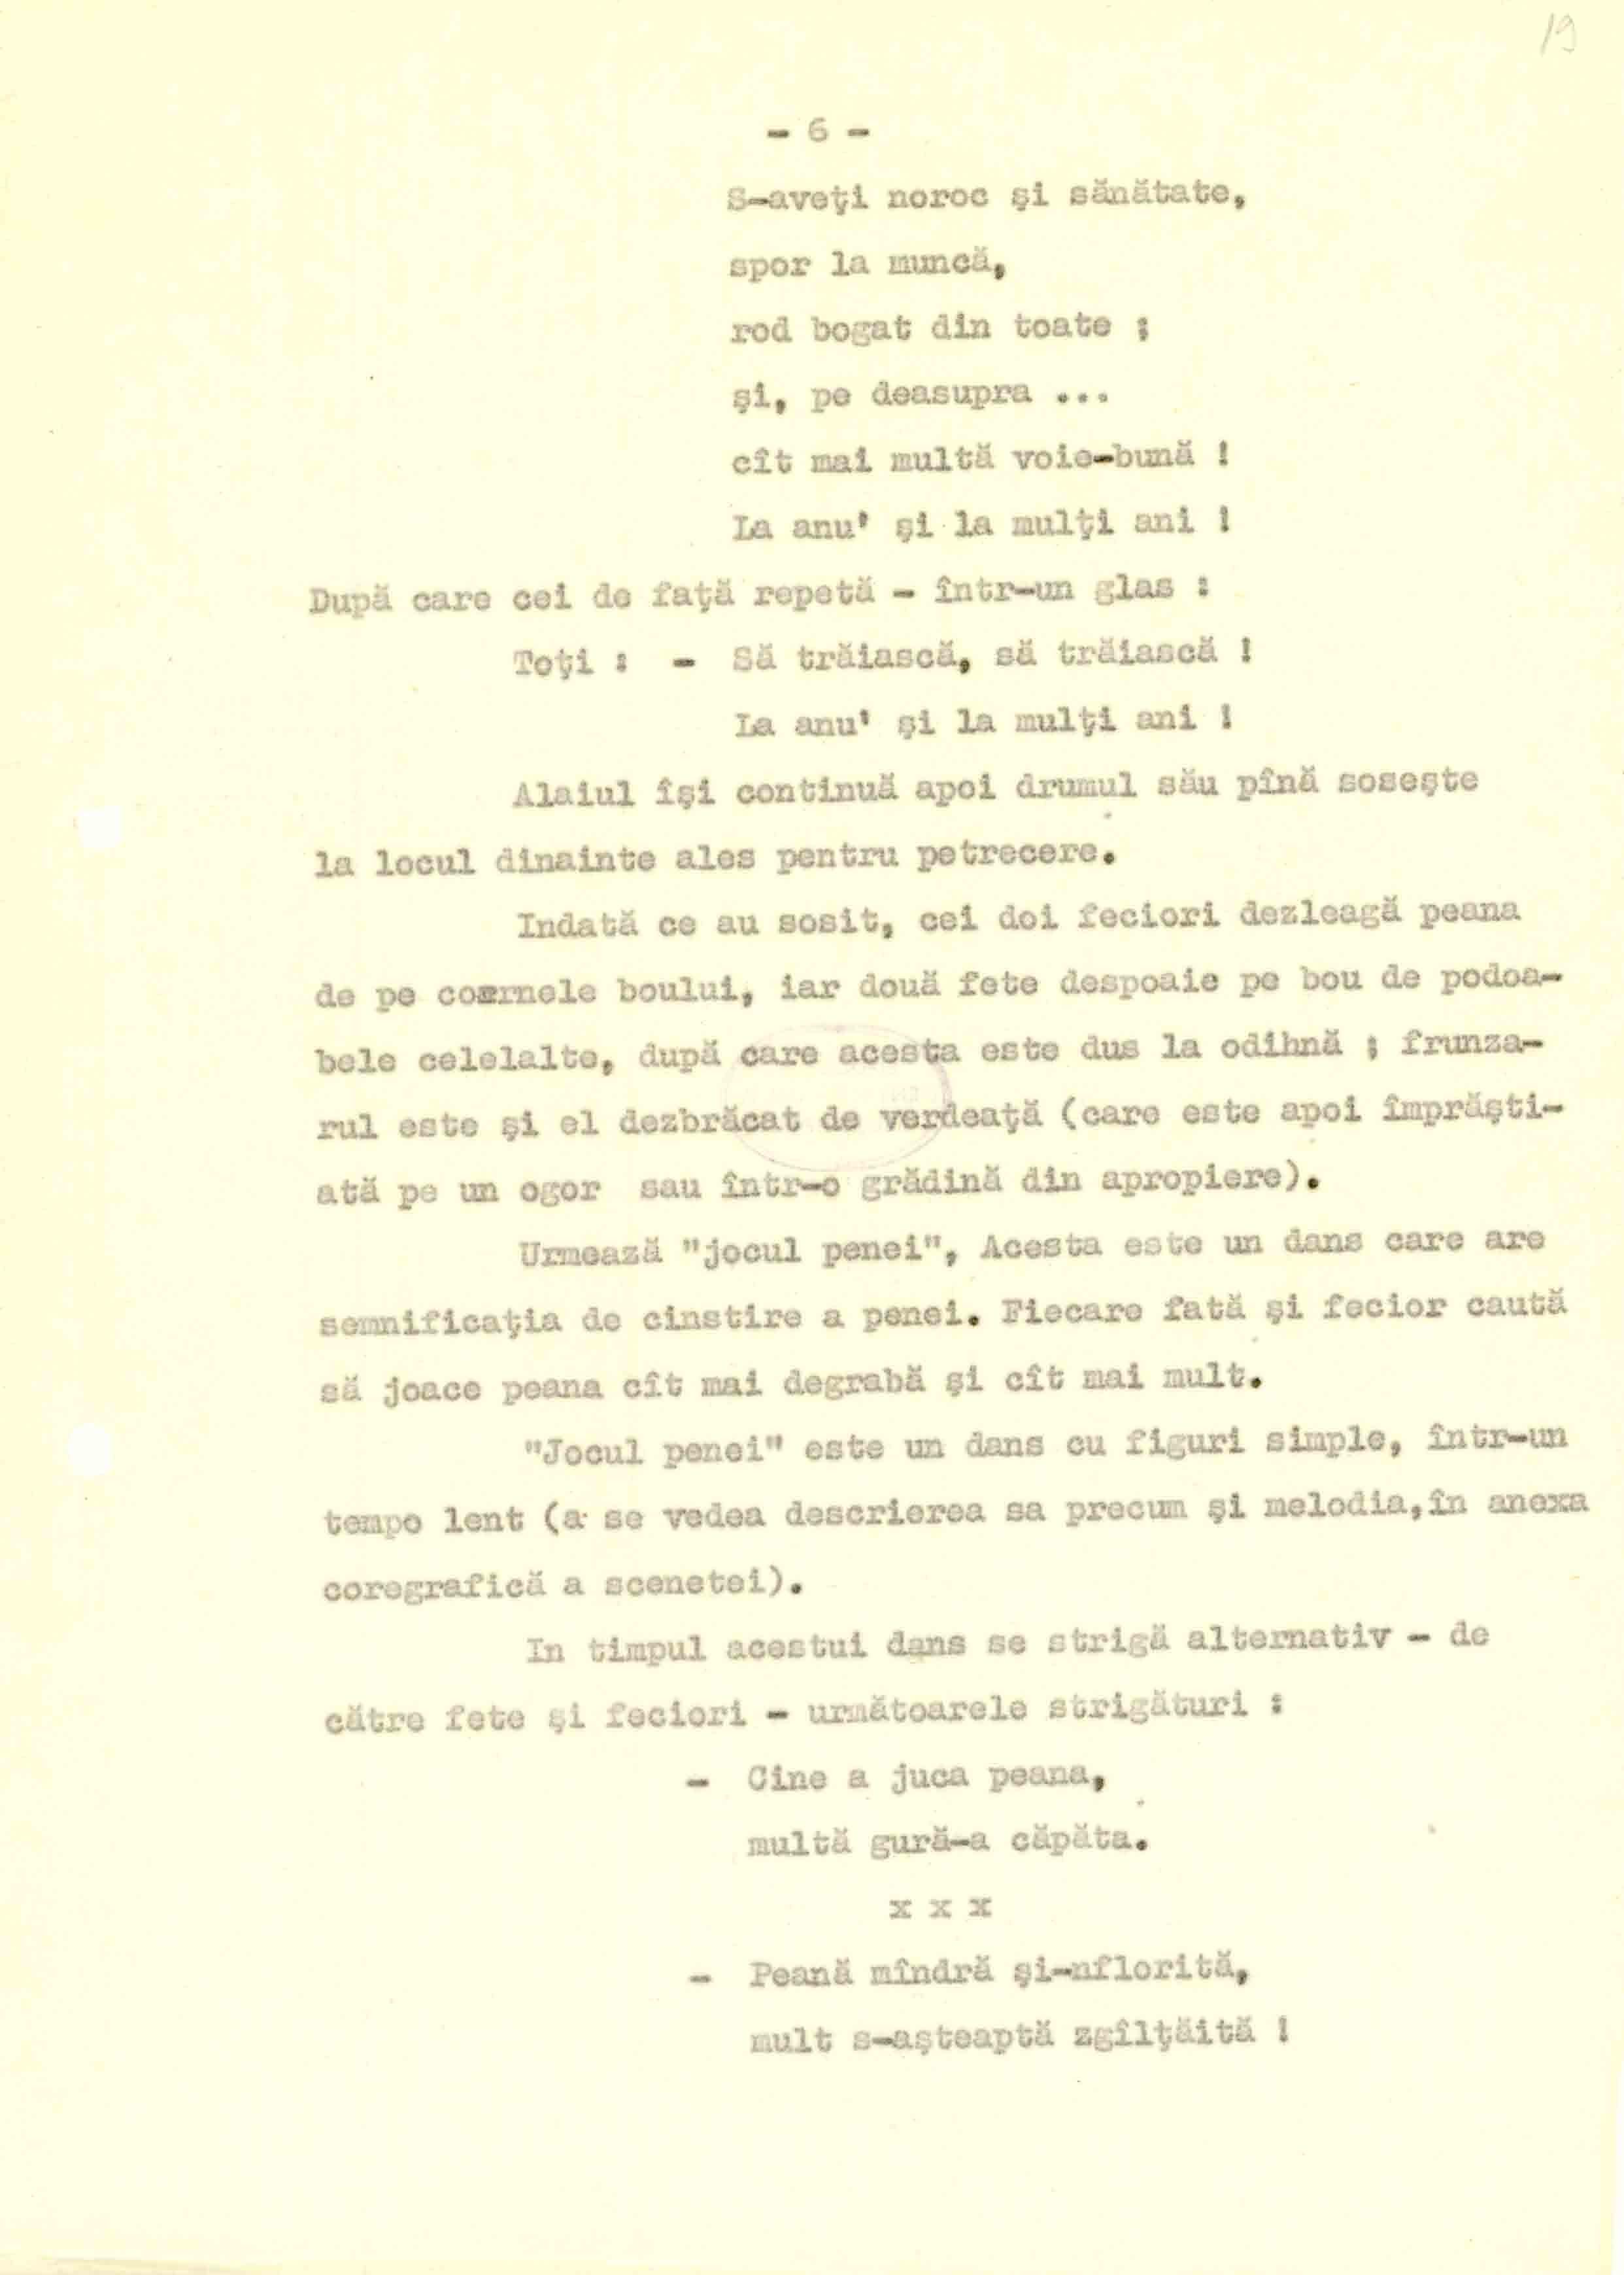 19
- 6 -
S-aveţi noroc şi sănătate,
spor la muncă,
rod bogat din toate ;
şi, pe deasupra ...
cît mai multă voie-bună !
La anu' şi la mulţi ani !
După care cei de faţă repetă - într-un glas :
Toţi : - Să trăiască, să trăiască !
La anu' şi la mulţi ani !
Alaiul îşi continuă apoi drumul său pînă soseşte
la locul dinainte ales pentru petrecere.
Indată ce au sosit, cei doi feciori dezleagă peana
de pe coarnele boului, iar două fete despoaie pe bou de podoa-
bele celelalte, după care acesta este dus la odihnă ; frunza-
rul este şi el dezbrăcat de verdeaţă (care este apoi împrăşti-
ată pe un ogor sau într-o grădină din apropiere).
Urmează "jocul penei", Acesta este un dans care are
semnificaţia de cinstire a penei. Fiecare fată şi fecior caută
să joace peana cît mai degrabă şi cît mai mult.
"Jocul penei" este un dans cu figuri simple, într-un
tempo lent (a se vedea descrierea sa precum şi melodia, în anexa
coregrafică a scenetei).
In timpul acestui dans se strigă alternativ - de
către fete şi feciori - următoarele strigături :
- Cine a juca peana,
multă gură-a căpăta.
x x x
- Peană mîndră şi-nflorită,
mult s-aşteaptă zgîlţăită !